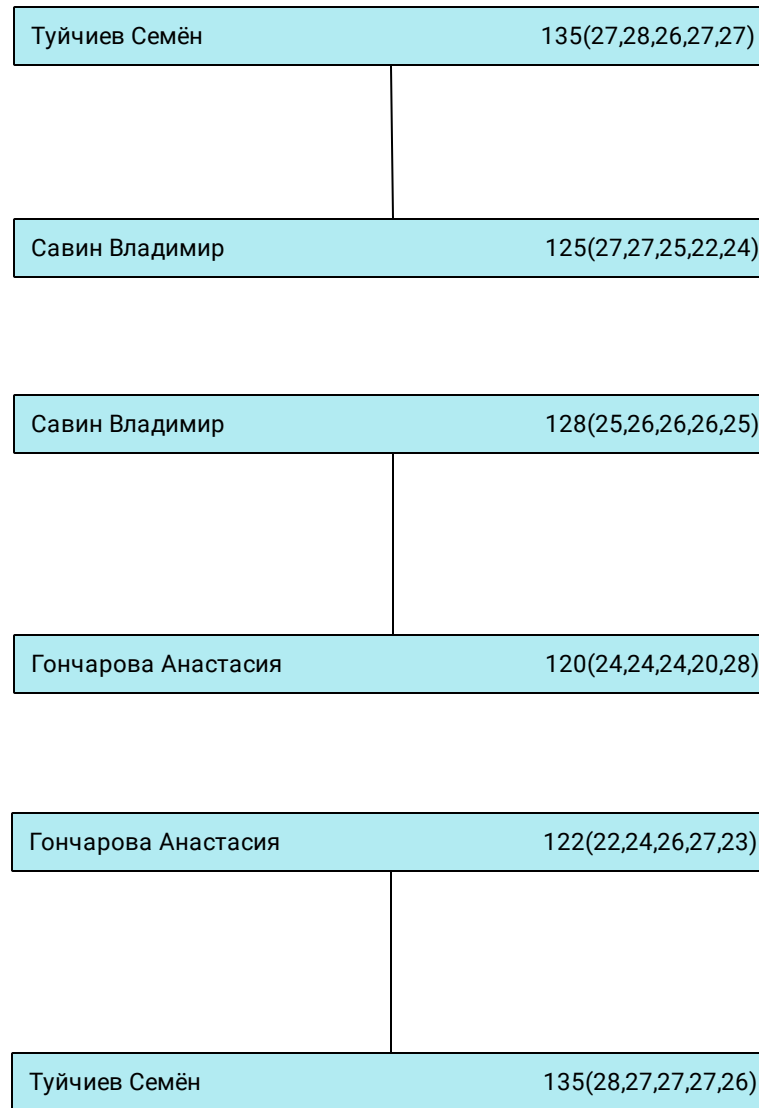 Туйчиев Семён 135(27,28,26,27,27)
Савин Владимир 125(27,27,25,22,24)
Савин Владимир 128(25,26,26,26,25)
Гончарова Анастасия 120(24,24,24,20,28)
Гончарова Анастасия 122(22,24,26,27,23)
Туйчиев Семён 135(28,27,27,27,26)